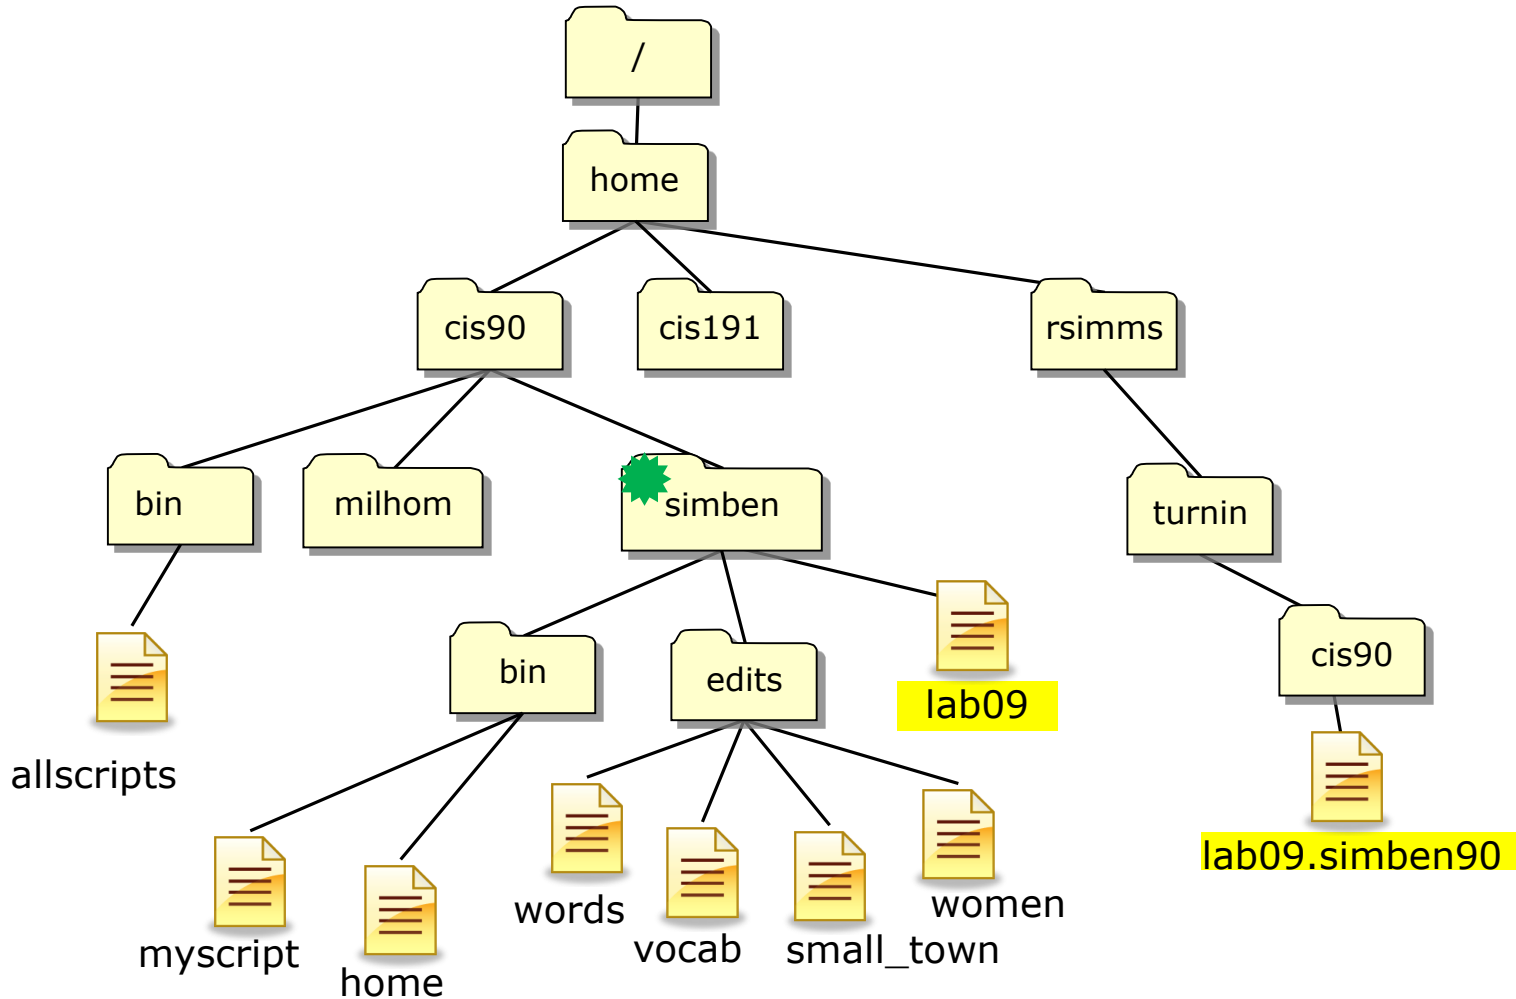 /
home
cis90
cis191
rsimms
bin
milhom
simben
turnin
bin
edits
lab09
cis90
allscripts
myscript
home
words
vocab
small_town
women
lab09.simben90